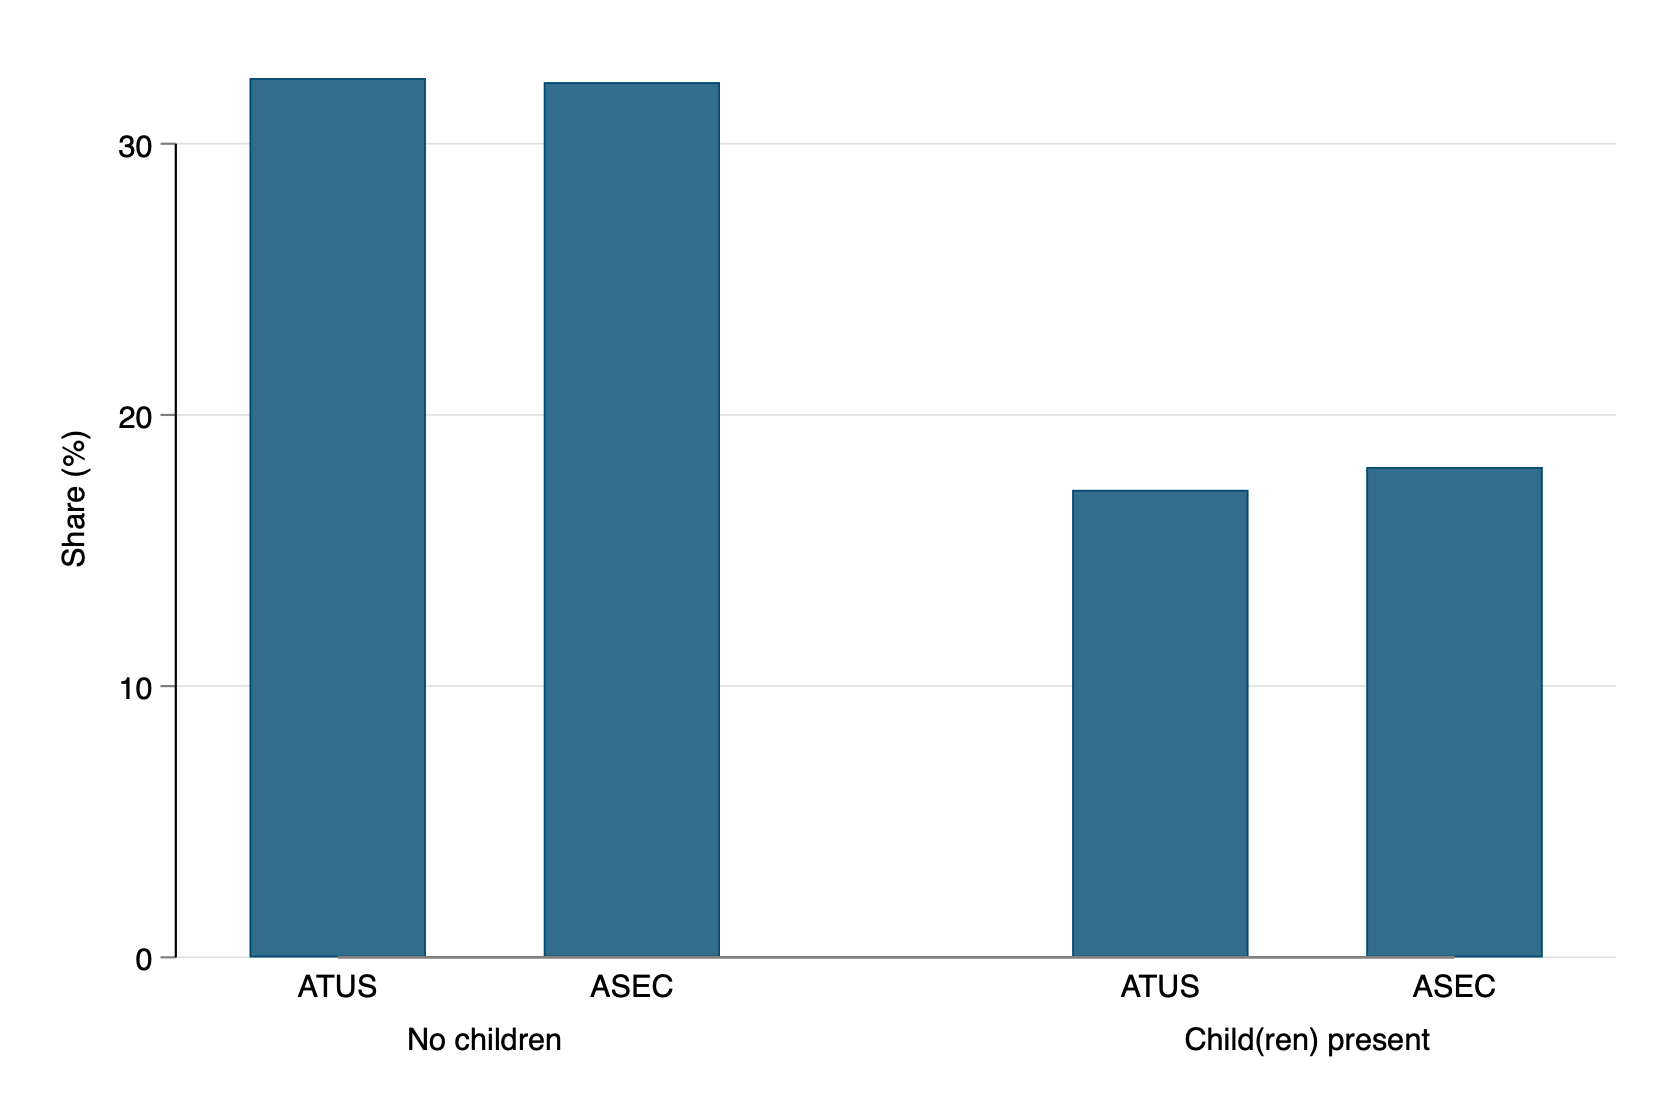 Share (%)
30
20
10
0
ATUS ASEC ATUS ASEC
No children Child(ren) present